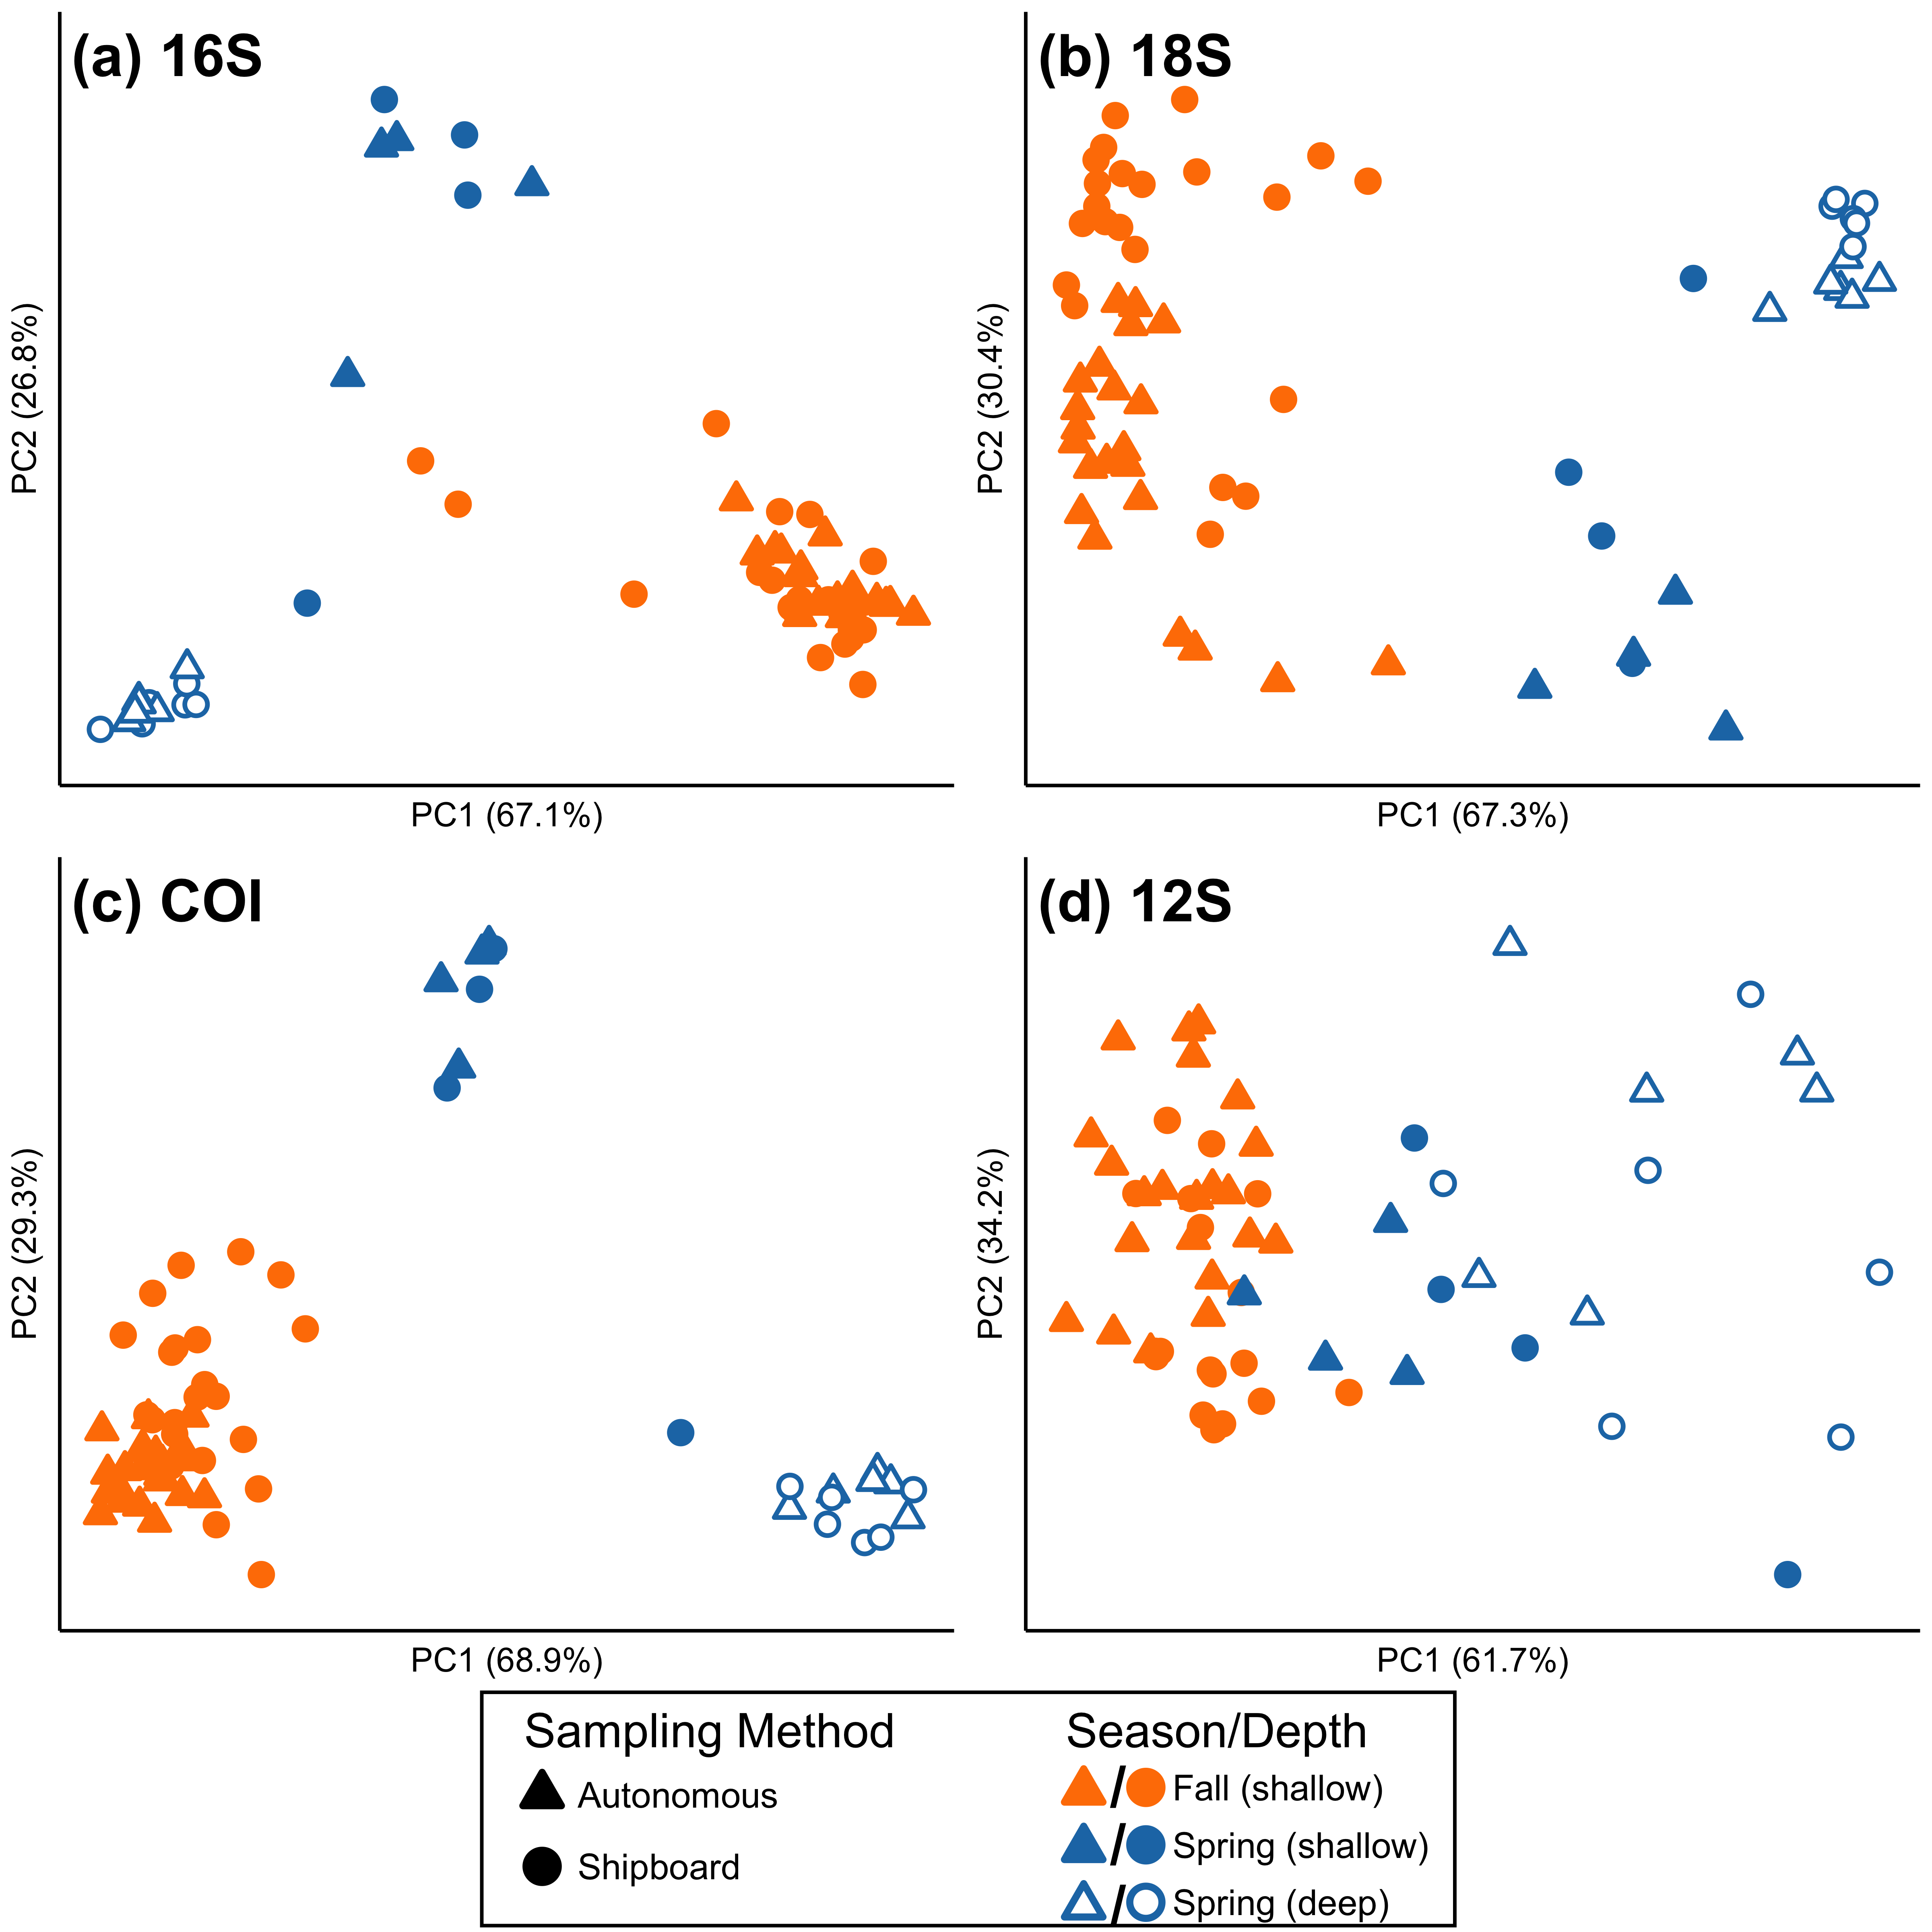 (a) 16S
PC2 (26.8%)
PC1 (67.1%)
(b) 18S
PC2 (30.4%)
PC1 (67.3%)
(c) COI
PC2 (29.3%)
PC1 (68.9%)
(d) 12S
PC2 (34.2%)
PC1 (61.7%)
Sampling Method
Autonomous
Shipboard
Season/Depth
/ Fall (shallow)
/ Spring (shallow)
/ Spring (deep)